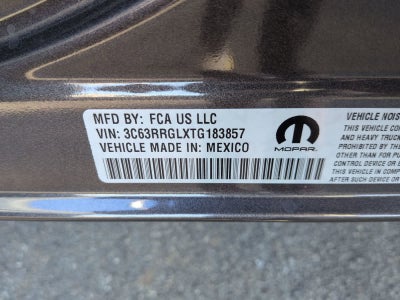 MFD BY: FCA US LLC
VIN: 3C63RRGLXTG183857
VEHICLE MADE IN: MEXICO
MOPAR
VEHICLE NOIS
THIS VEHICLE CON
AND HEAVY TRUCK
PROHIBITED BY THE
OTHER THAN FOR PU
CONTROL DEVICE OR E
THIS VEHICLE IN COMP
AFTER SUCH DEVICE OR